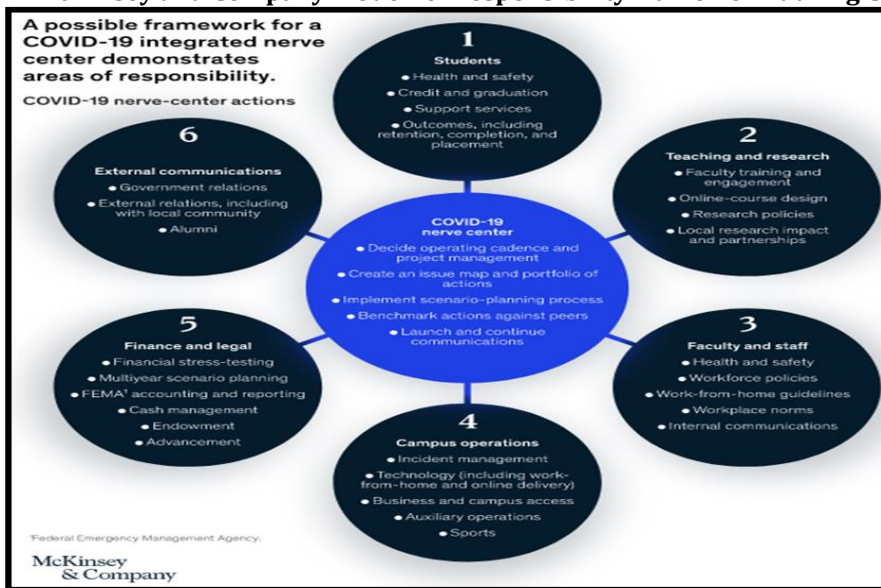 A possible framework for a
COVID-19 integrated nerve
center demonstrates
areas of responsibility.
COVID-19 nerve-center actions
1
Students
● Health and safety
● Credit and graduation
● Support services
● Outcomes, including
retention, completion, and
placement
2
Teaching and research
● Faculty training and
engagement
● Online-course design
● Research policies
● Local research impact
and partnerships
3
Faculty and staff
● Health and safety
● Workforce policies
● Work-from-home guidelines
● Workplace norms
● Internal communications
4
Campus operations
● Incident management
● Technology (including work-
from-home and online delivery)
● Business and campus access
● Auxiliary operations
● Sports
5
Finance and legal
● Financial stress-testing
● Multiyear scenario planning
● FEMA¹ accounting and reporting
● Cash management
● Endowment
● Advancement
6
External communications
● Government relations
● External relations, including
with local community
● Alumni
COVID-19
nerve center
● Decide operating cadence and
project management
● Create an issue map and portfolio of
actions
● Implement scenario-planning process
● Benchmark actions against peers
● Launch and continue
communications
¹Federal Emergency Management Agency.
McKinsey
& Company